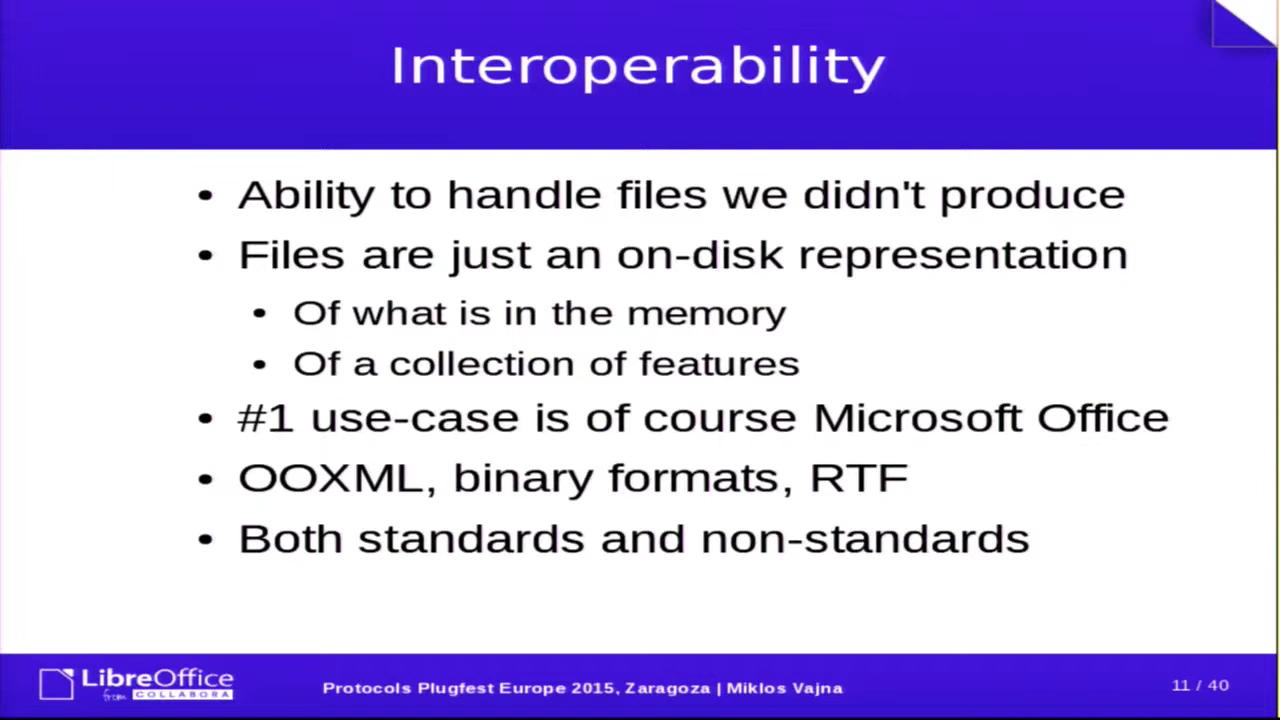 Interoperability
• Ability to handle files we didn't produce
• Files are just an on-disk representation
• Of what is in the memory
• Of a collection of features
• #1 use-case is of course Microsoft Office
• OOXML, binary formats, RTF
• Both standards and non-standards
LibreOffice
from COLLABORA
Protocols Plugfest Europe 2015, Zaragoza | Miklos Vajna
11 / 40